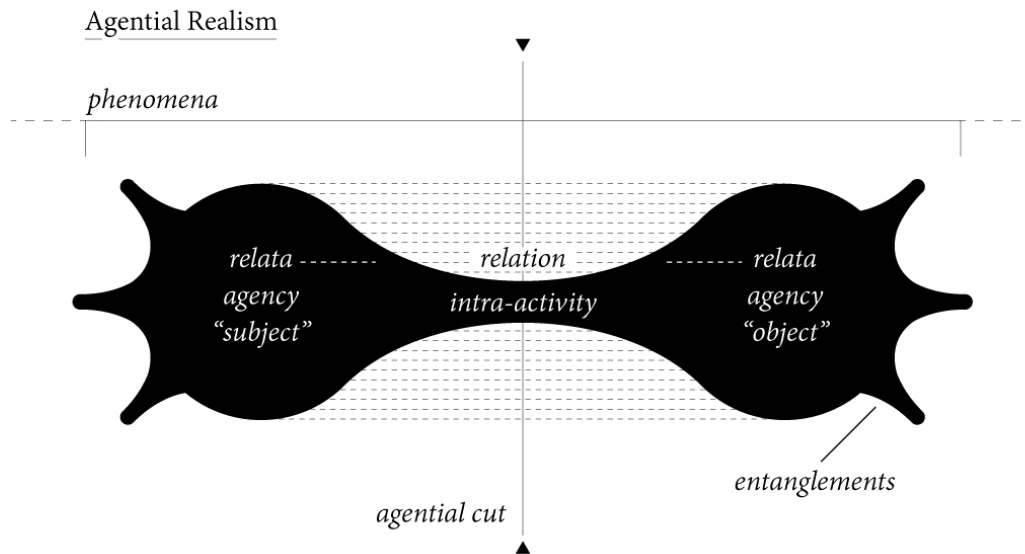 Agential Realism
phenomena
relata
agency
“subject”
relation
intra-activity
relata
agency
“object”
entanglements
agential cut